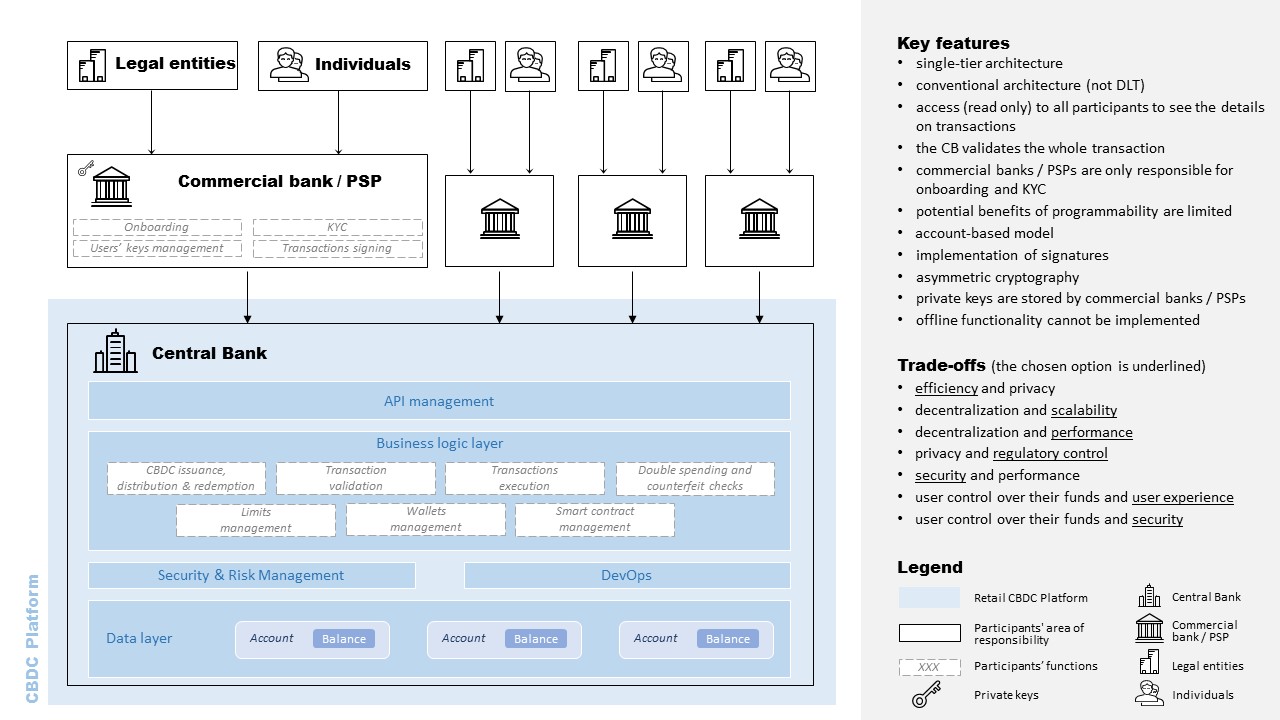 Legal entities
Individuals
Commercial bank / PSP
Onboarding
KYC
Users’ keys management
Transactions signing
CBDC Platform
Central Bank
API management
Business logic layer
CBDC issuance,
distribution & redemption
Transaction
validation
Transactions
execution
Double spending and
counterfeit checks
Limits
management
Wallets
management
Smart contract
management
Security & Risk Management
DevOps
Data layer
Account
Balance
Account
Balance
Account
Balance
Key features
• single-tier architecture
• conventional architecture (not DLT)
• access (read only) to all participants to see the details
on transactions
• the CB validates the whole transaction
• commercial banks / PSPs are only responsible for
onboarding and KYC
• potential benefits of programmability are limited
• account-based model
• implementation of signatures
• asymmetric cryptography
• private keys are stored by commercial banks / PSPs
• offline functionality cannot be implemented
Trade-offs (the chosen option is underlined)
• efficiency and privacy
• decentralization and scalability
• decentralization and performance
• privacy and regulatory control
• security and performance
• user control over their funds and user experience
• user control over their funds and security
Legend
Retail CBDC Platform
Participants' area of
responsibility
XXX
Participants’ functions
Private keys
Central Bank
Commercial
bank / PSP
Legal entities
Individuals